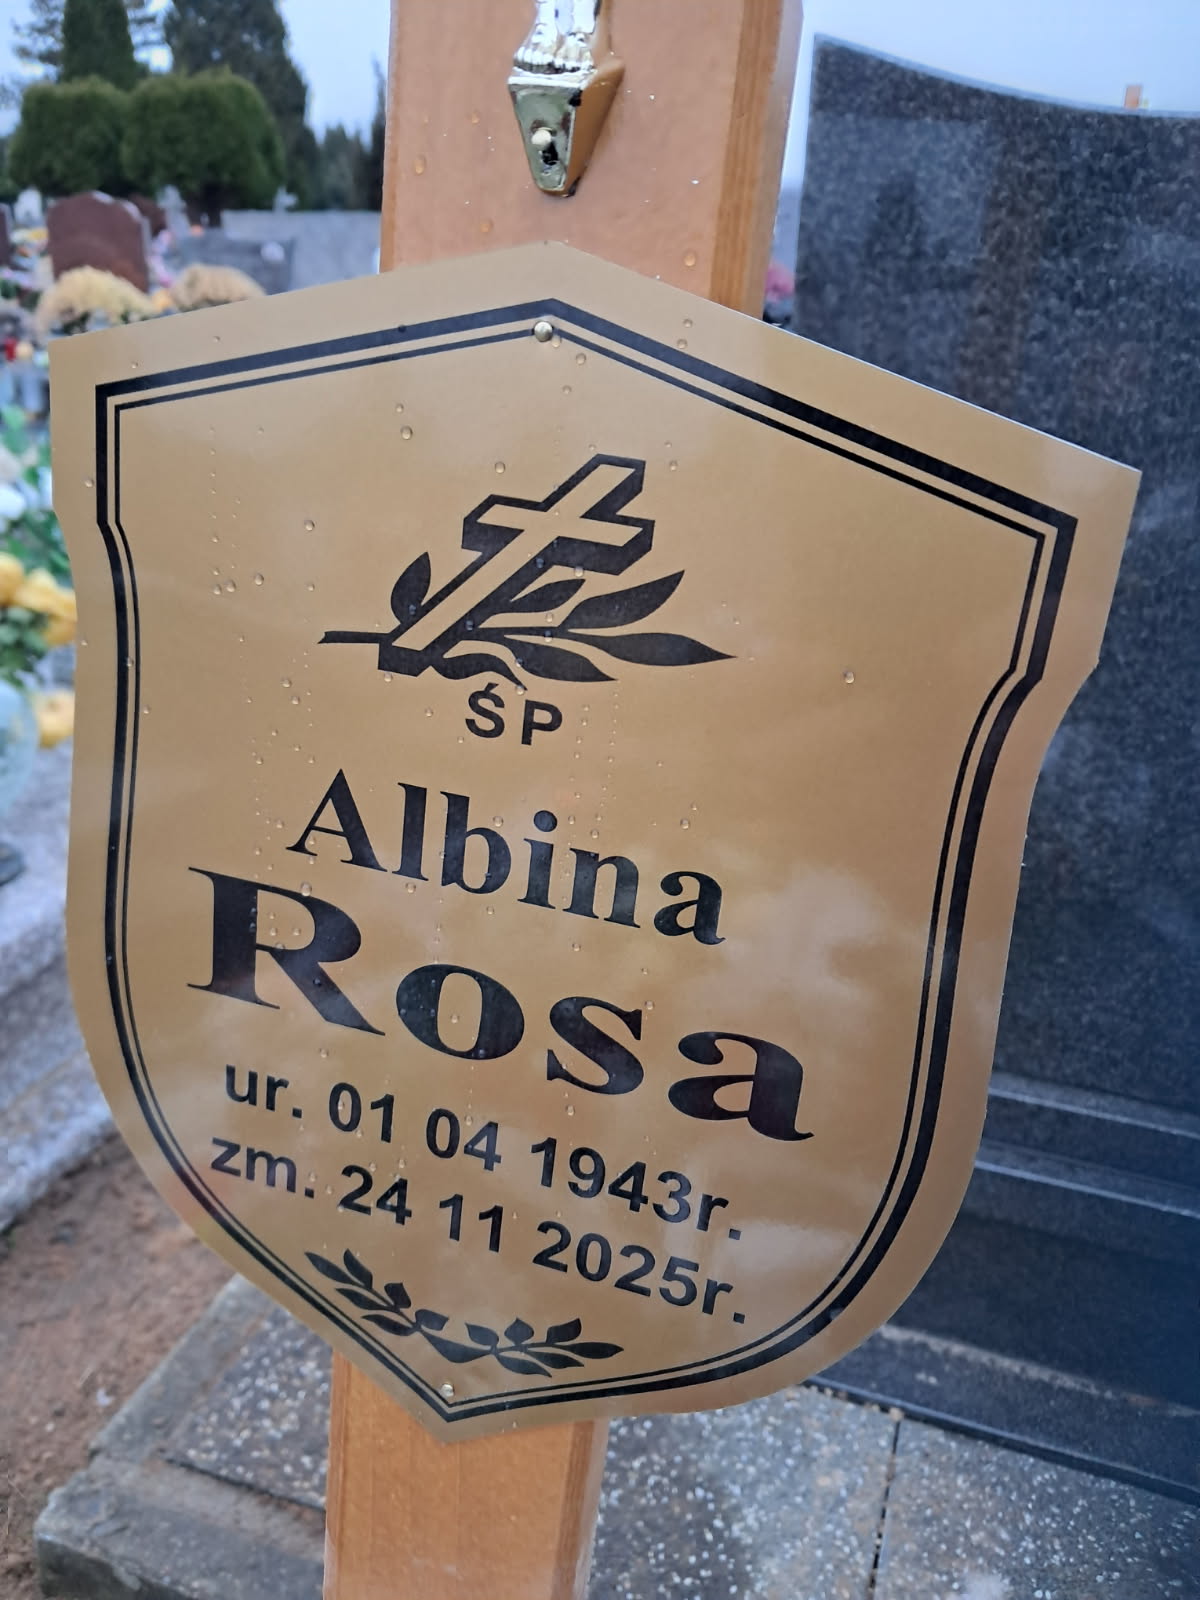 ŚP
Albina
Rosa
ur. 01 04 1943r.
zm. 24 11 2025r.